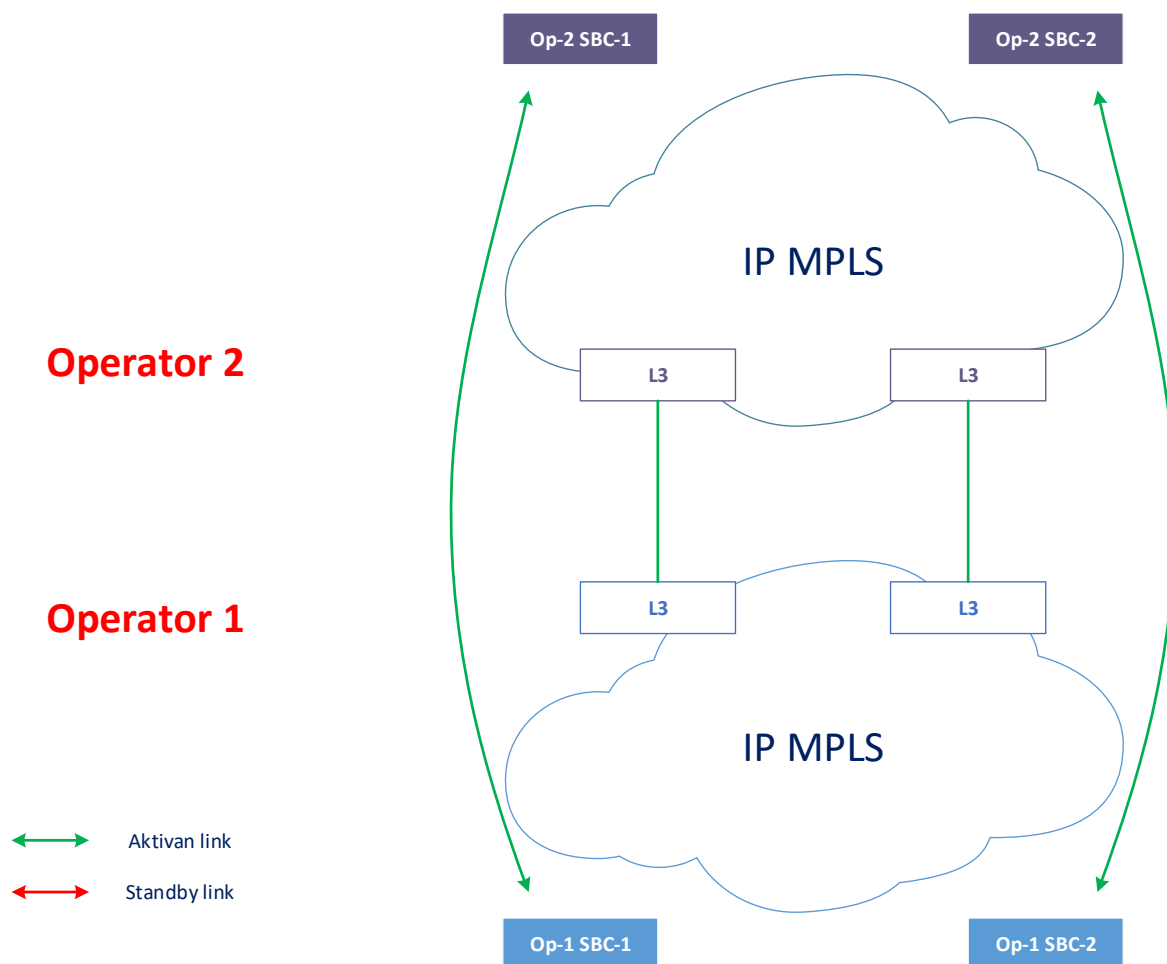 Op-2 SBC-1
Op-2 SBC-2
IP MPLS
Operator 2
L3
L3
Operator 1
L3
L3
IP MPLS
Aktivan link
Standby link
Op-1 SBC-1
Op-1 SBC-2